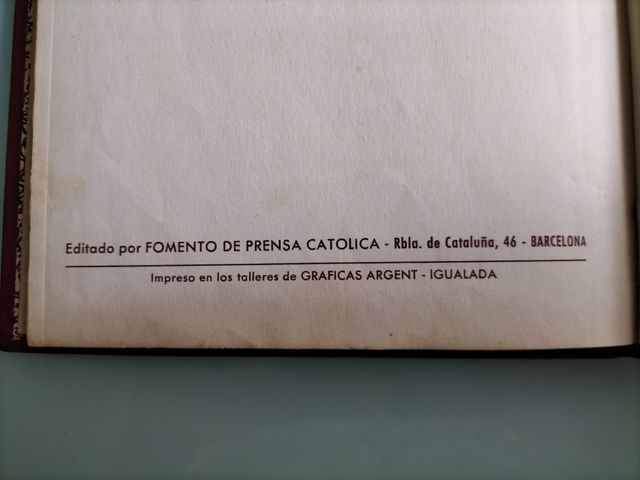 Editado por FOMENTO DE PRENSA CATOLICA - Rbla. de Cataluña, 46 - BARCELONA
Impreso en los talleres de GRAFICAS ARGENT - IGUALADA